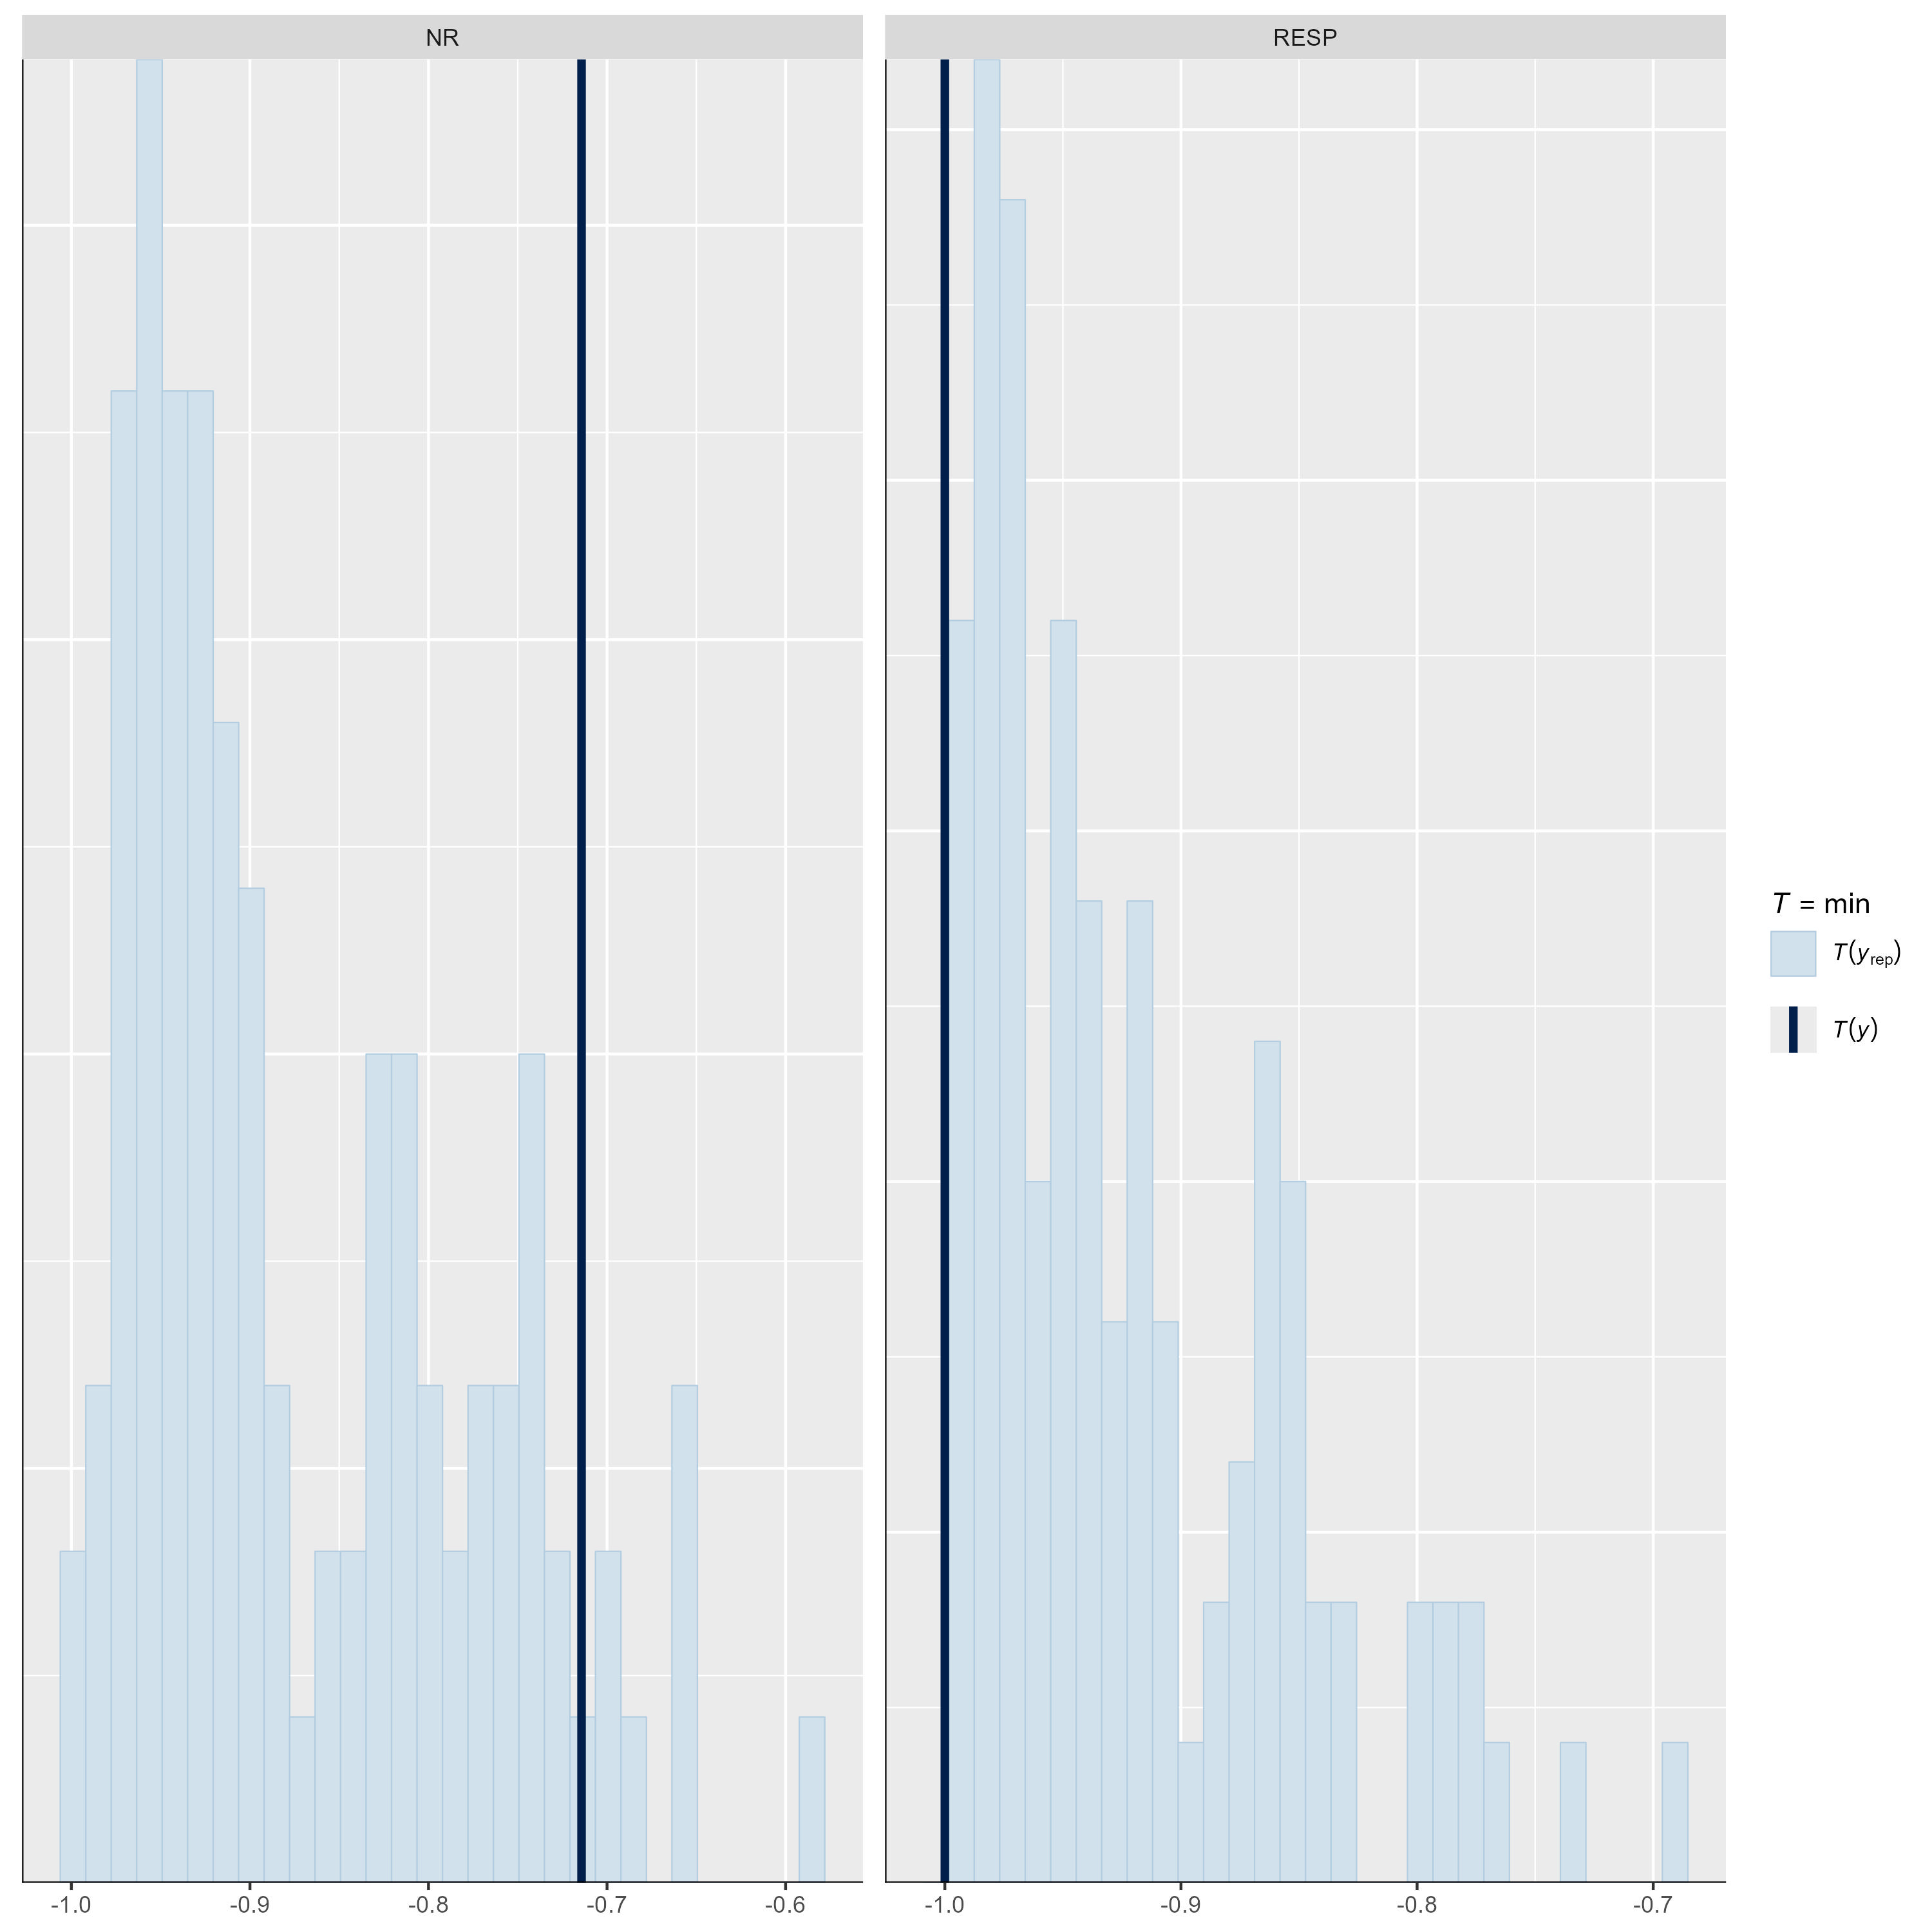 NR
RESP
T = min
T(yrep)
T(y)
-1.0 -0.9 -0.8 -0.7 -0.6
-1.0 -0.9 -0.8 -0.7